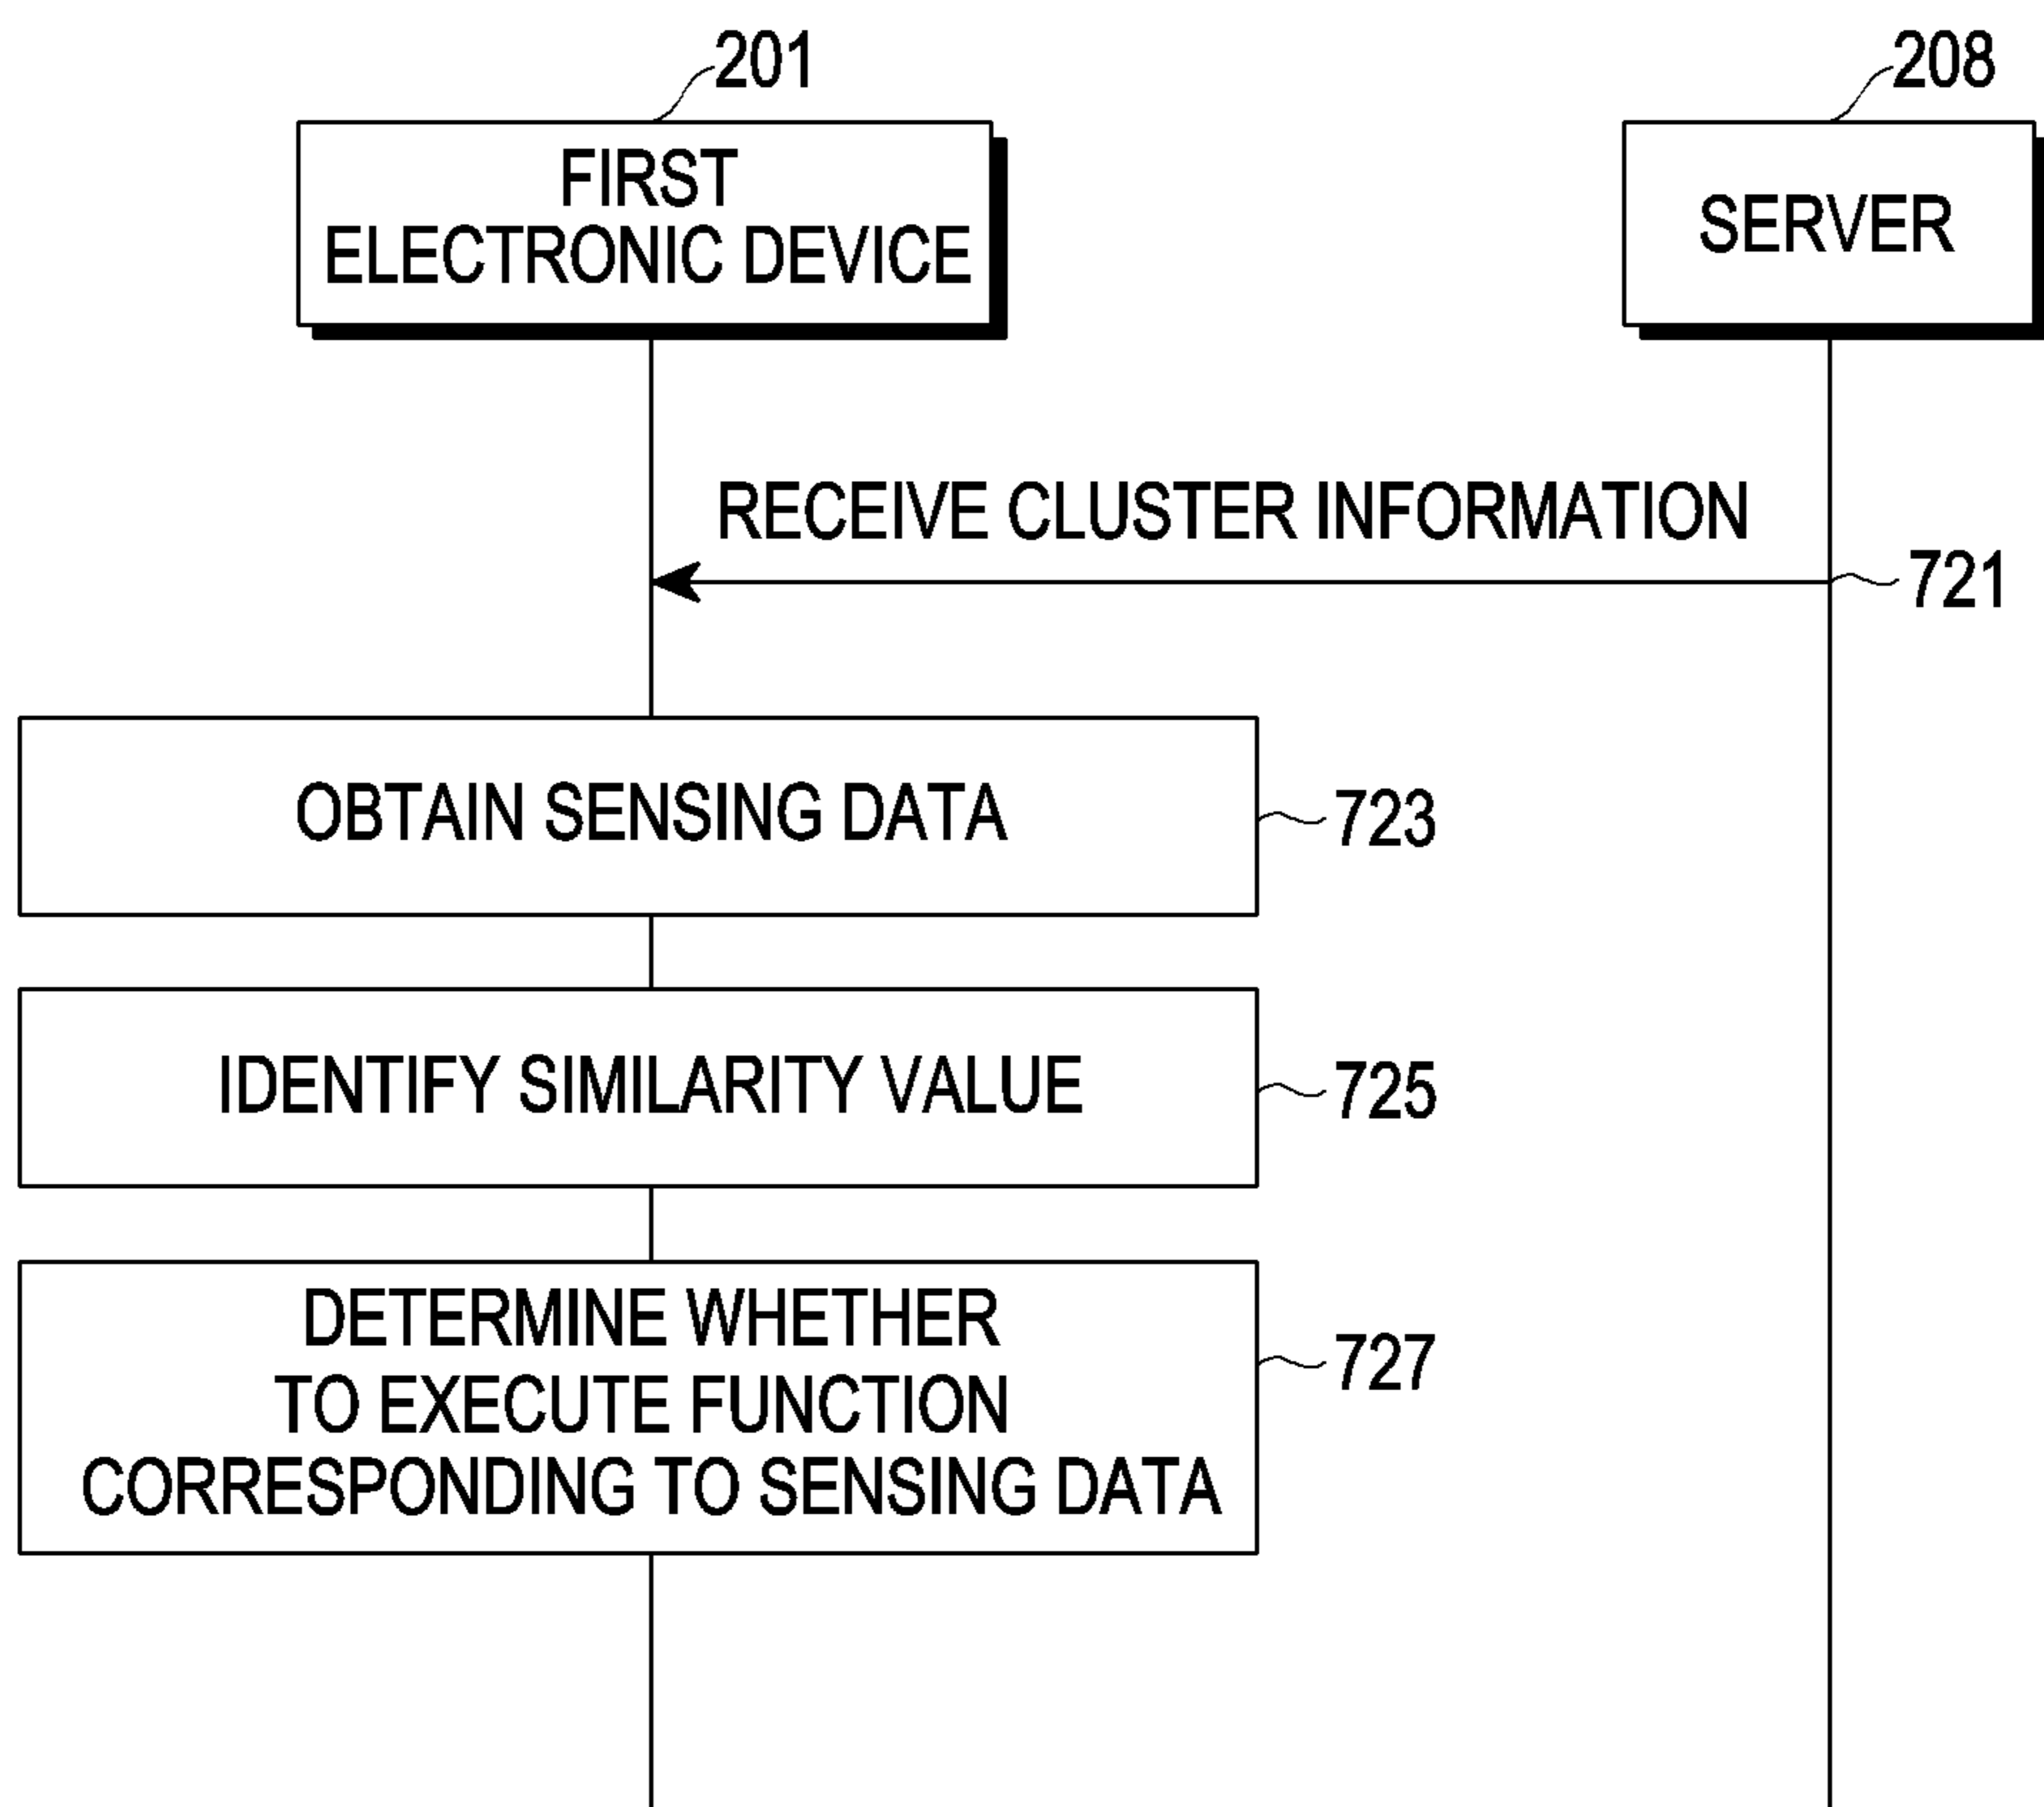 201
208
FIRST
ELECTRONIC DEVICE
SERVER
RECEIVE CLUSTER INFORMATION
721
OBTAIN SENSING DATA
723
IDENTIFY SIMILARITY VALUE
725
DETERMINE WHETHER
TO EXECUTE FUNCTION
CORRESPONDING TO SENSING DATA
727